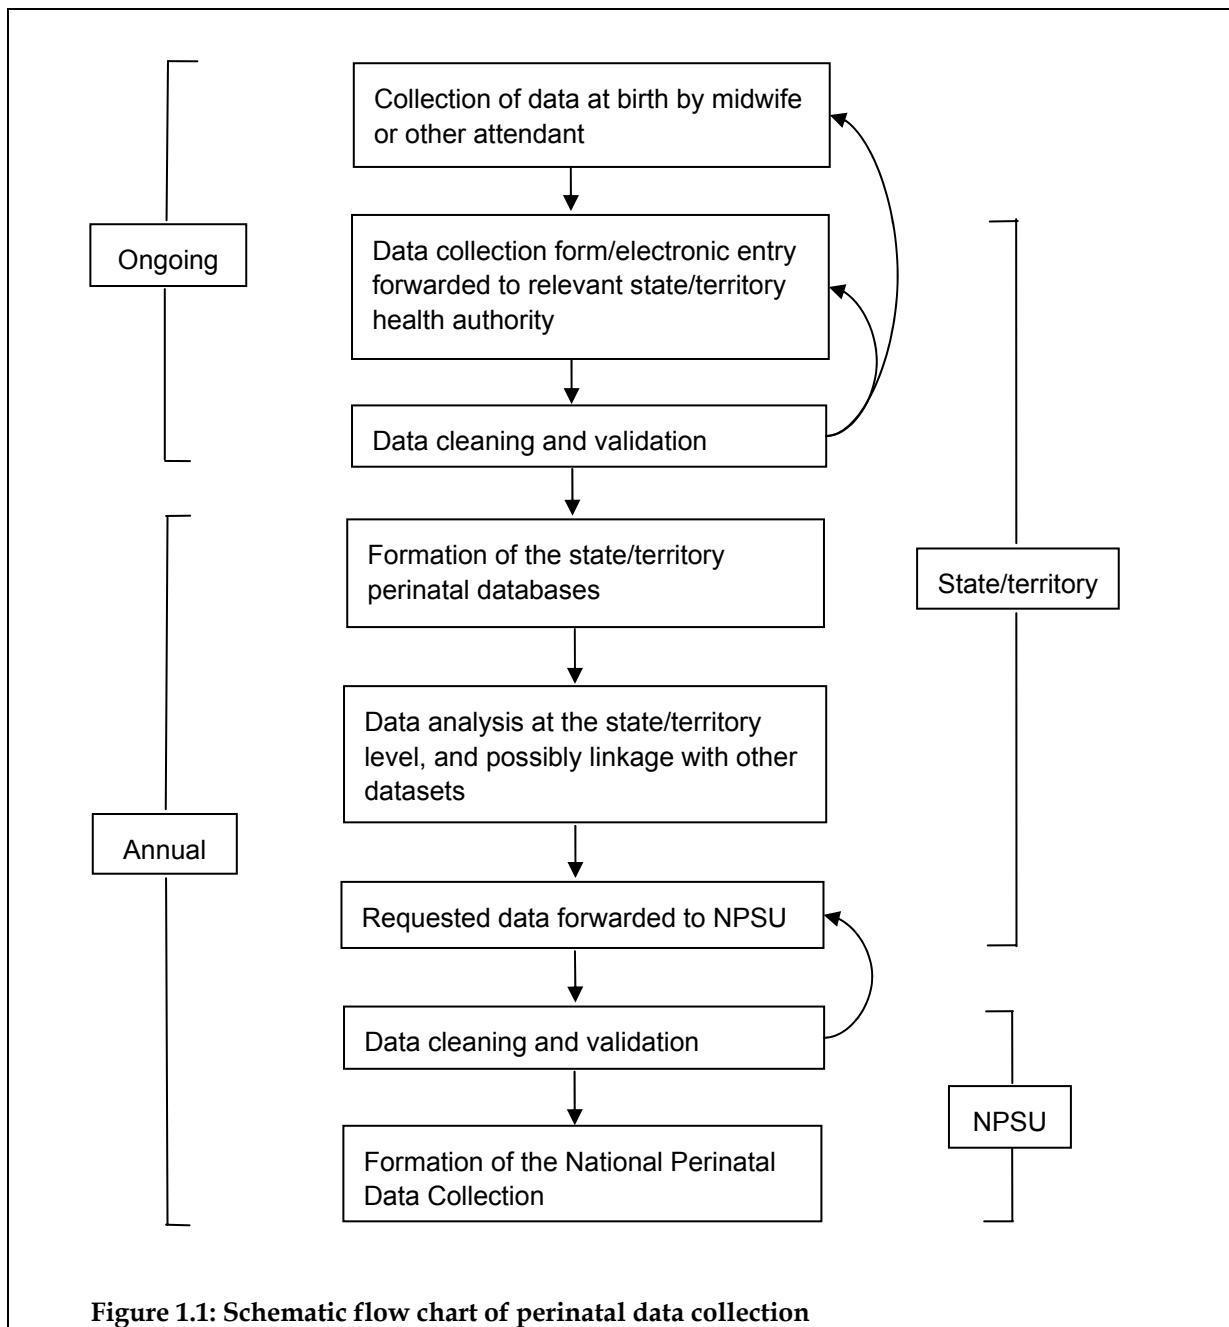 Collection of data at birth by midwife
or other attendant
Ongoing
Data collection form/electronic entry
forwarded to relevant state/territory
health authority
Data cleaning and validation
Formation of the state/territory
perinatal databases
State/territory
Data analysis at the state/territory
level, and possibly linkage with other
datasets
Annual
Requested data forwarded to NPSU
Data cleaning and validation
NPSU
Formation of the National Perinatal
Data Collection
Figure 1.1: Schematic flow chart of perinatal data collection